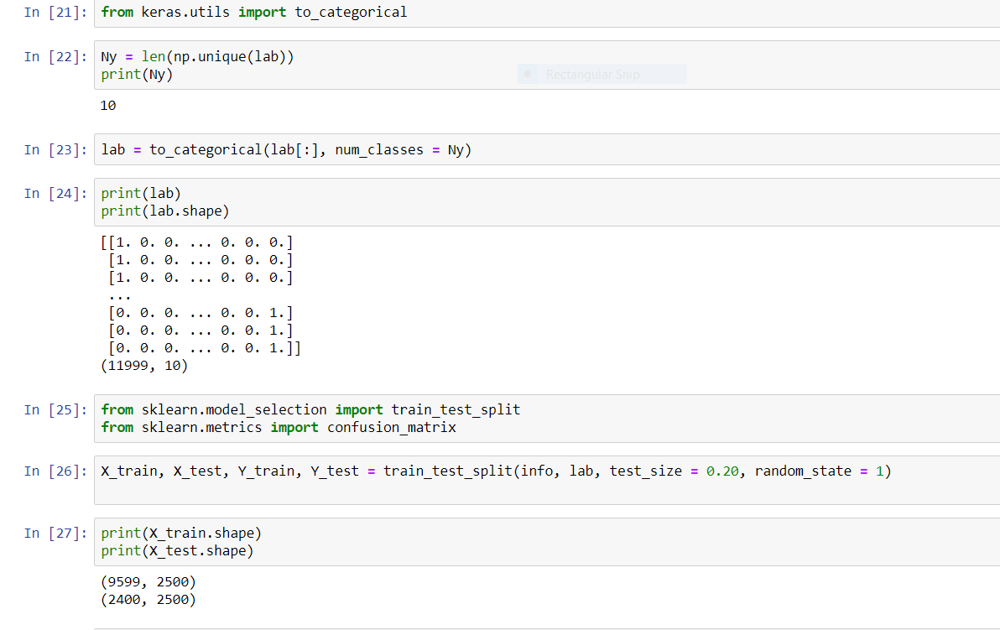 In [21]: from keras.utils import to_categorical
In [22]: Ny = len(np.unique(lab))
print(Ny)
Rectangular Snip
10
In [23]: lab = to_categorical(lab[:], num_classes = Ny)
In [24]: print(lab)
print(lab.shape)
[[1. 0. 0. ... 0. 0. 0.]
[1. 0. 0. ... 0. 0. 0.]
[1. 0. 0. ... 0. 0. 0.]
...
[0. 0. 0. ... 0. 0. 1.]
[0. 0. 0. ... 0. 0. 1.]
[0. 0. 0. ... 0. 0. 1.]]
(11999, 10)
In [25]: from sklearn.model_selection import train_test_split
from sklearn.metrics import confusion_matrix
In [26]: X_train, X_test, Y_train, Y_test = train_test_split(info, lab, test_size = 0.20, random_state = 1)
In [27]: print(X_train.shape)
print(X_test.shape)
(9599, 2500)
(2400, 2500)